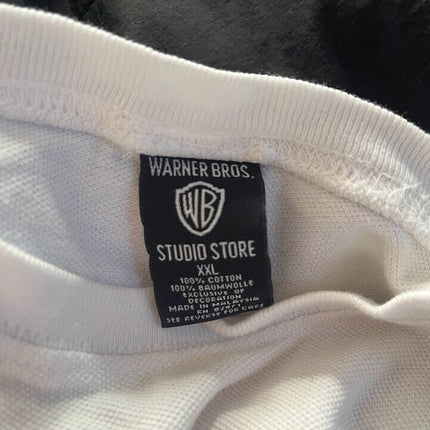 WARNER BROS.
WB
STUDIO STORE
XXL
100% COTTON
100% BAUMWOLLE
EXCLUSIVE OF
DECORATION
MADE IN MALAYSIA
RN
SEE REVERSE FOR CARE